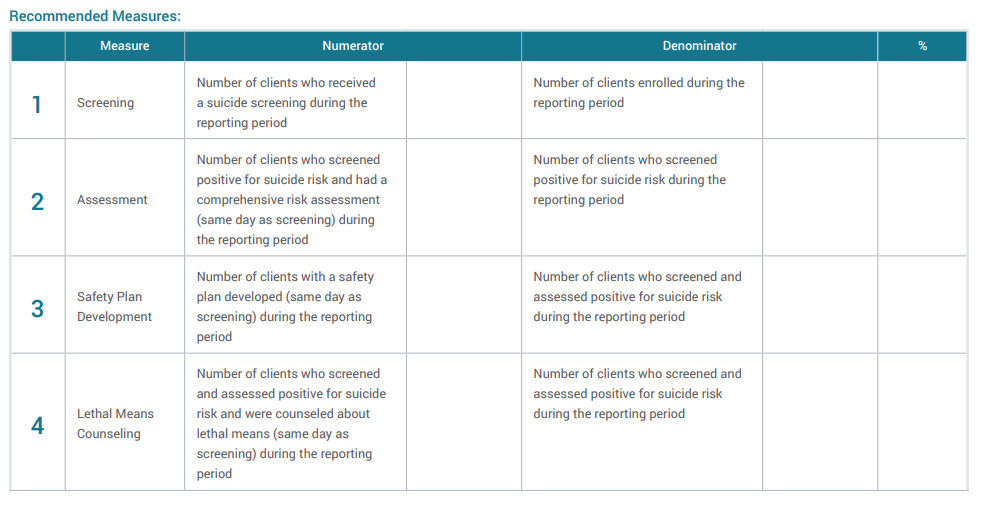 Recommended Measures:
Measure Numerator Denominator %
1 Screening
Number of clients who received
a suicide screening during the
reporting period
Number of clients enrolled during the
reporting period
2 Assessment
Number of clients who screened
positive for suicide risk and had a
comprehensive risk assessment
(same day as screening) during
the reporting period
Number of clients who screened
positive for suicide risk during the
reporting period
3 Safety Plan
Development
Number of clients with a safety
plan developed (same day as
screening) during the reporting
period
Number of clients who screened and
assessed positive for suicide risk
during the reporting period
4 Lethal Means
Counseling
Number of clients who screened
and assessed positive for suicide
risk and were counseled about
lethal means (same day as
screening) during the reporting
period
Number of clients who screened and
assessed positive for suicide risk
during the reporting period